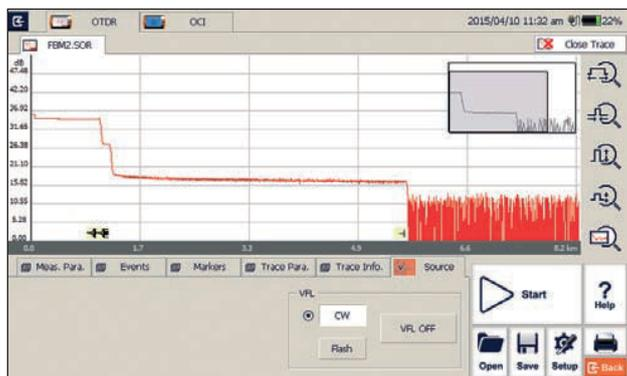 OTDR OCI 2015/04/10 11:32 am 22%
FBM2.SOR Close Trace
dB
47.48
42.20
36.92
31.65
26.38
21.10
15.82
10.55
5.28
0.00
0.0 1.7 3.3 4.9 6.6 8.2 km
Meas. Para. Events Markers Trace Para. Trace Info. Source
VFL
CW
VFL OFF
Flash
Start
? Help
Open Save Setup Back